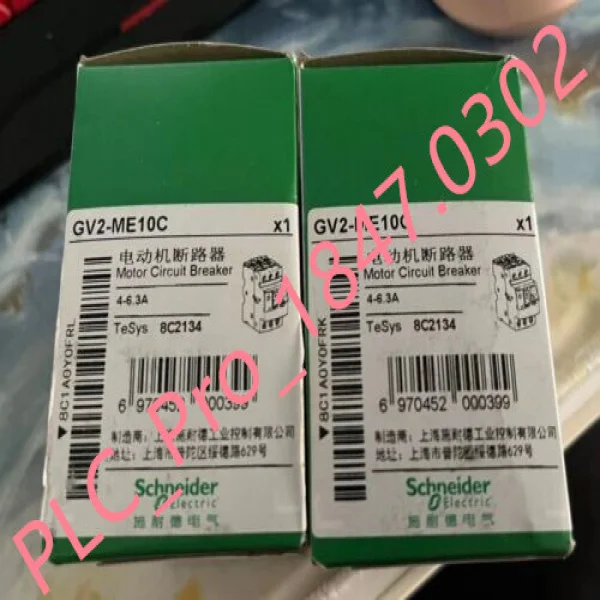 GV2-ME10C x1
电动机断路器
Motor Circuit Breaker
4-6.3A
TeSys 8C2134
8C1A0Y0FRL
6 970452 000399
制造商：上海施耐德工业控制有限公司
地址：上海市普陀区绥德路629号
Schneider
Electric
施耐德电气
GV2-ME10C x1
电动机断路器
Motor Circuit Breaker
4-6.3A
TeSys 8C2134
8C1A0Y0FRK
6 970452 000399
制造商：上海施耐德工业控制有限公司
地址：上海市普陀区绥德路629号
Schneider
Electric
施耐德电气
PLC_Pro_1847.0302